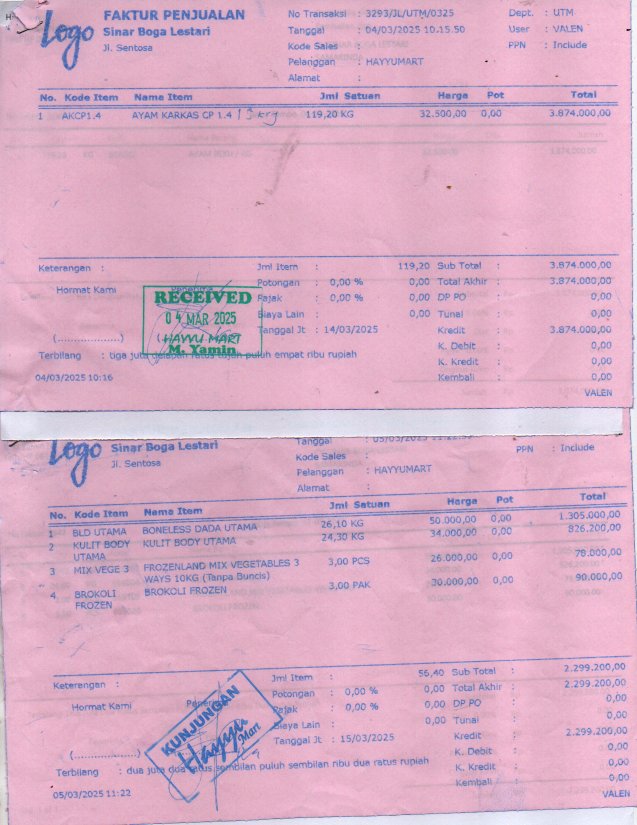 Logo
FAKTUR PENJUALAN
Sinar Boga Lestari
Jl. Sentosa
No Transaksi : 3293/JL/UTM/0325
Tanggal : 04/03/2025 10.15.50
Kode Sales :
Pelanggan : HAYYUMART
Alamat :
Dept. : UTM
User : VALEN
PPN : Include
No. Kode Item Nama Item Jml Satuan Harga Pot Total
1 AKCP1.4 AYAM KARKAS CP 1.4 119,20 KG 32.500,00 0,00 3.874.000,00
Keterangan :
Hormat Kami
(....................)
Jml Item : 119,20 Sub Total : 3.874.000,00
Potongan : 0,00 % 0,00 Total Akhir : 3.874.000,00
Pajak : 0,00 % 0,00 DP PO : 0,00
Biaya Lain : 0,00 Tunai : 0,00
Tanggal Jt : 14/03/2025 Kredit : 3.874.000,00
K. Debit : 0,00
K. Kredit : 0,00
Kembali : 0,00
RECEIVED
04 MAR 2025
HAYYU MART
M. Yamin
Terbilang : tiga juta delapan ratus tujuh puluh empat ribu rupiah
04/03/2025 10:16
VALEN
Logo
Sinar Boga Lestari
Jl. Sentosa
Tanggal : 05/03/2025
Kode Sales :
Pelanggan : HAYYUMART
Alamat :
PPN : Include
No. Kode Item Nama Item Jml Satuan Harga Pot Total
1 BLD UTAMA BONELESS DADA UTAMA 26,10 KG 50.000,00 0,00 1.305.000,00
2 KULIT BODY UTAMA KULIT BODY UTAMA 24,30 KG 34.000,00 0,00 826.200,00
3 MIX VEGE 3 FROZENLAND MIX VEGETABLES 3 WAYS 10KG (Tanpa Buncis) 3,00 PCS 26.000,00 0,00 78.000,00
4. BROKOLI FROZEN BROKOLI FROZEN 3,00 PAK 30.000,00 0,00 90.000,00
Keterangan :
Hormat Kami
(....................)
Jml Item : 56,40 Sub Total : 2.299.200,00
Potongan : 0,00 % 0,00 Total Akhir : 2.299.200,00
Pajak : 0,00 % 0,00 DP PO : 0,00
Biaya Lain : 0,00 Tunai : 0,00
Tanggal Jt : 15/03/2025 Kredit : 2.299.200,00
K. Debit : 0,00
K. Kredit : 0,00
Kembali : 0,00
KUNJUNGAN
Hayyu
Mart
Terbilang : dua juta dua ratus sembilan puluh sembilan ribu dua ratus rupiah
05/03/2025 11:22
VALEN